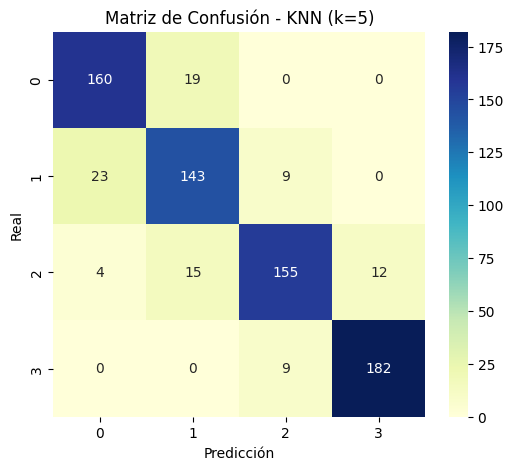 Matriz de Confusión - KNN (k=5)
0 160 19 0 0
1 23 143 9 0
2 4 15 155 12
3 0 0 9 182
0 1 2 3
Real
Predicción
175
150
125
100
75
50
25
0